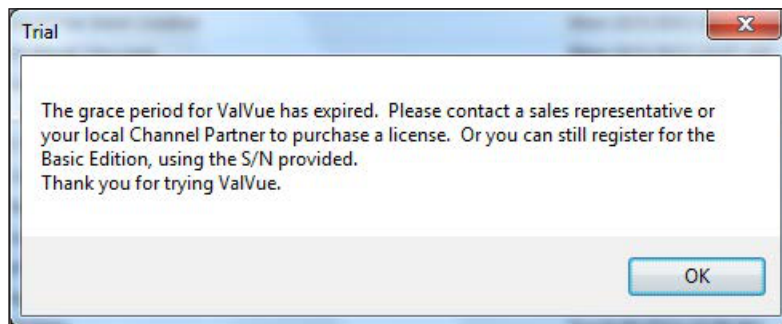 Trial
The grace period for ValVue has expired.  Please contact a sales representative or
your local Channel Partner to purchase a license.  Or you can still register for the
Basic Edition, using the S/N provided.
Thank you for trying ValVue.
OK